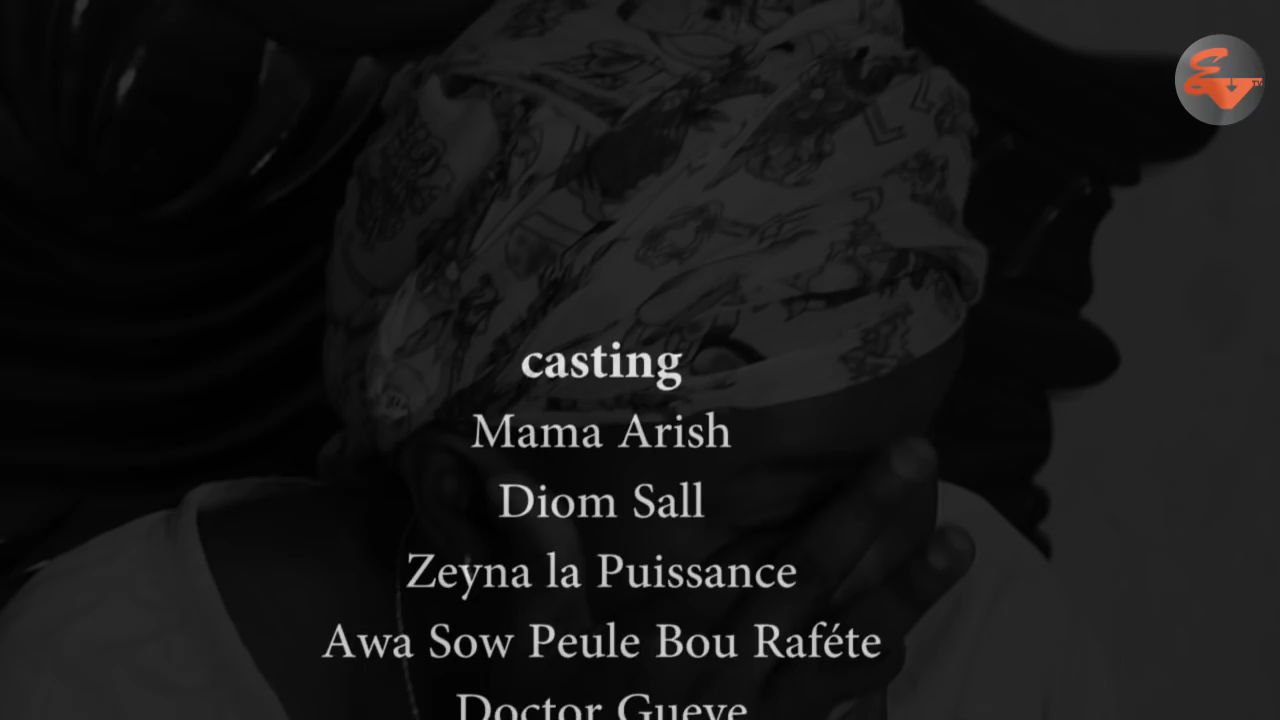 casting
Mama Arish
Diom Sall
Zeyna la Puissance
Awa Sow Peule Bou Raféte
Doctor Gueye